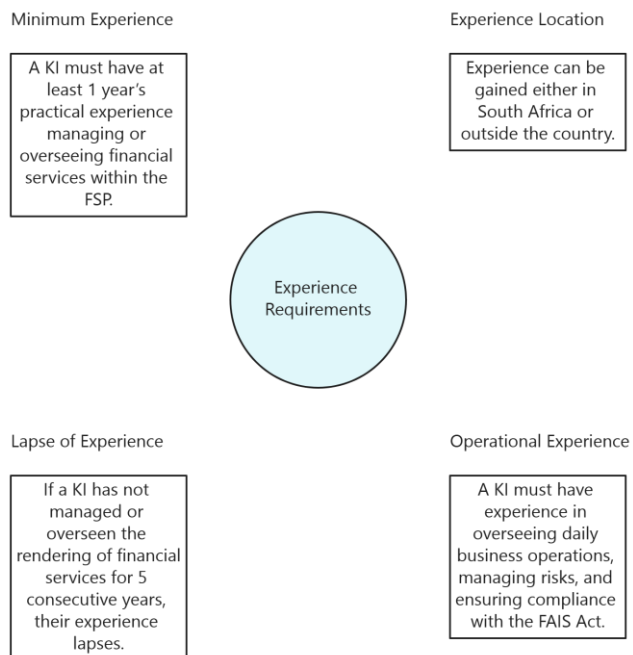 Minimum Experience
A KI must have at
least 1 year's
practical experience
managing or
overseeing financial
services within the
FSP.
Experience Location
Experience can be
gained either in
South Africa or
outside the country.
Experience
Requirements
Lapse of Experience
If a KI has not
managed or
overseen the
rendering of financial
services for 5
consecutive years,
their experience
lapses.
Operational Experience
A KI must have
experience in
overseeing daily
business operations,
managing risks, and
ensuring compliance
with the FAIS Act.